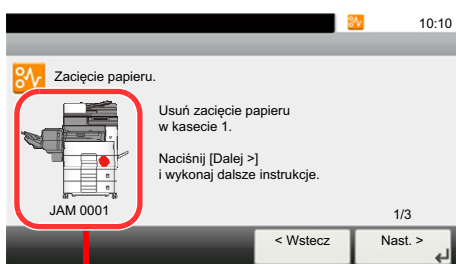 10:10
Zacięcie papieru.
Usuń zacięcie papieru
w kasecie 1.
Naciśnij [Dalej >]
i wykonaj dalsze instrukcje.
JAM 0001
1/3
< Wstecz
Nast. >